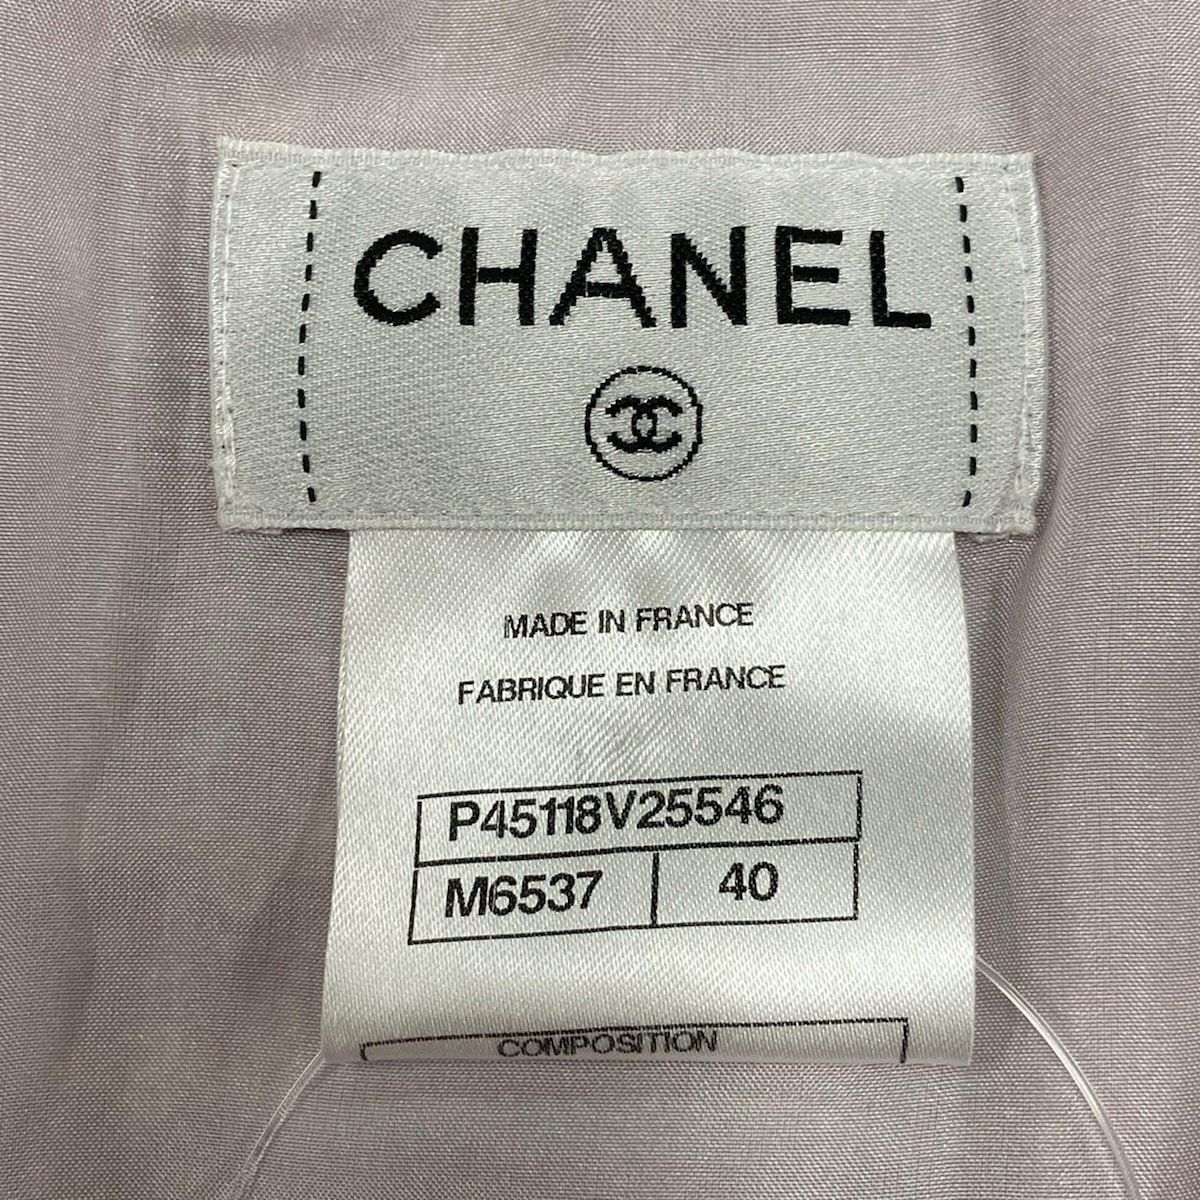 CHANEL
MADE IN FRANCE
FABRIQUE EN FRANCE
P45118V25546
M6537 40
COMPOSITION